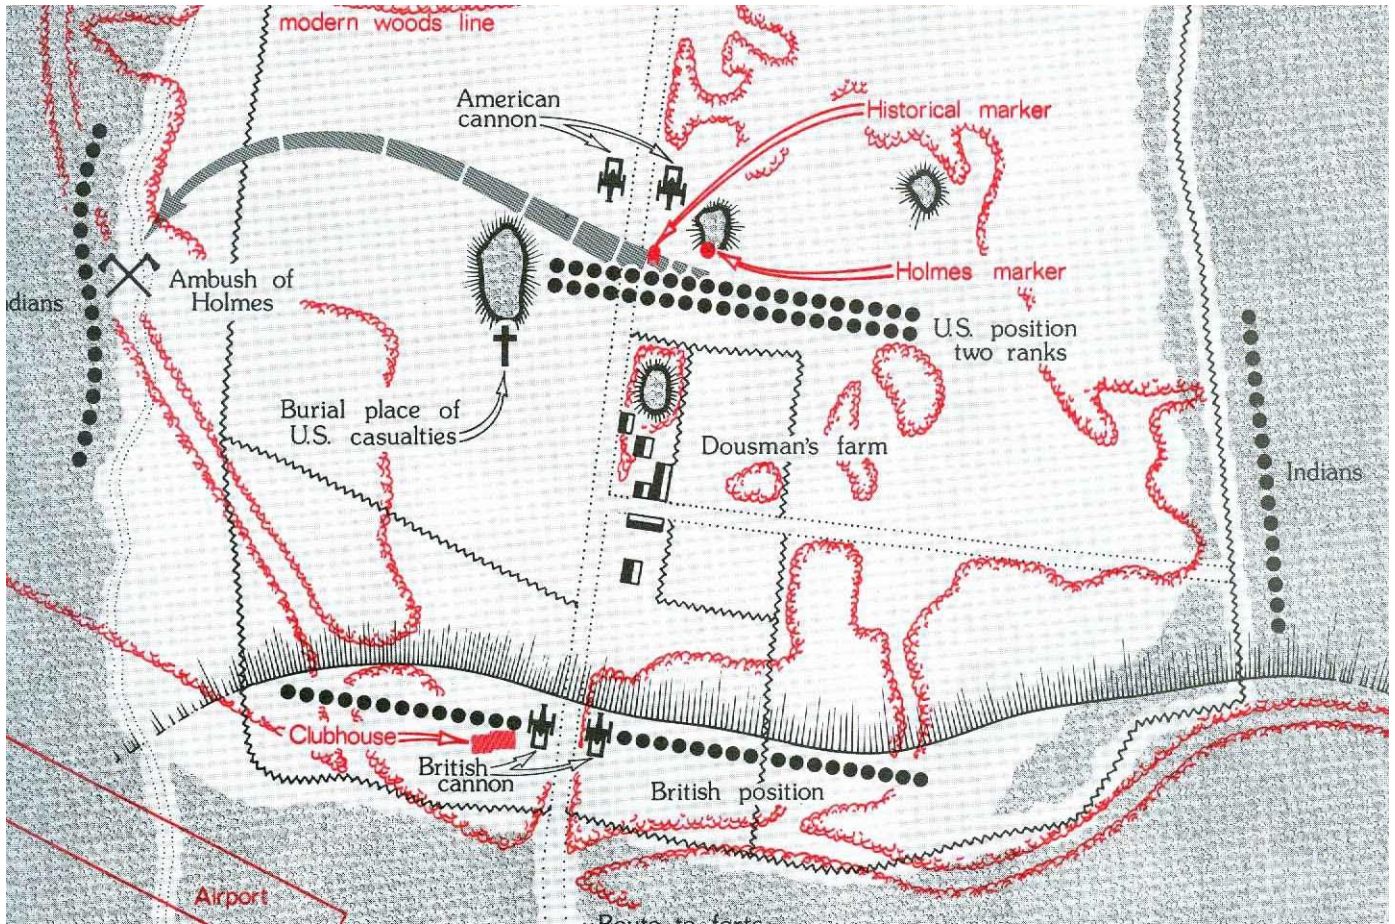 modern woods line
American
cannon
Historical marker
Holmes marker
Ambush of
Holmes
ndians
U.S. position
two ranks
Burial place of
U.S. casualties
Dousman's farm
Indians
Clubhouse
British
cannon
British position
Airport
Route to forts